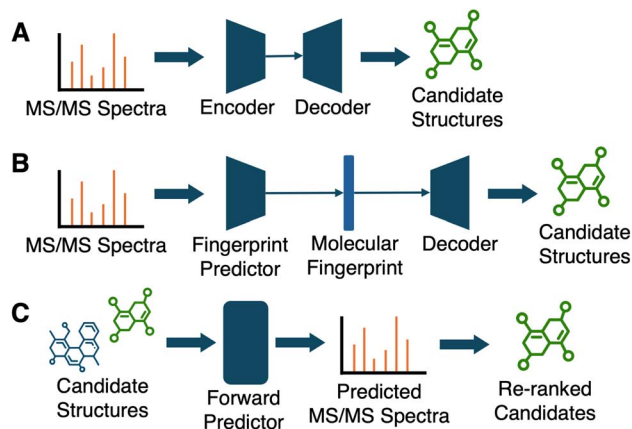 A
MS/MS Spectra
Encoder
Decoder
Candidate
Structures
B
MS/MS Spectra
Fingerprint
Predictor
Molecular
Fingerprint
Decoder
Candidate
Structures
C
Candidate
Structures
Forward
Predictor
Predicted
MS/MS Spectra
Re-ranked
Candidates